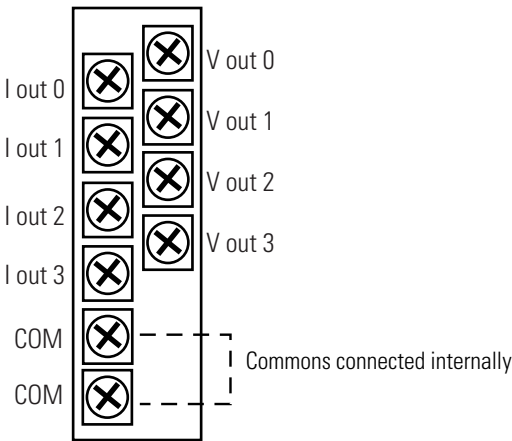 V out 0
I out 0
V out 1
I out 1
V out 2
I out 2
V out 3
I out 3
COM
Commons connected internally
COM